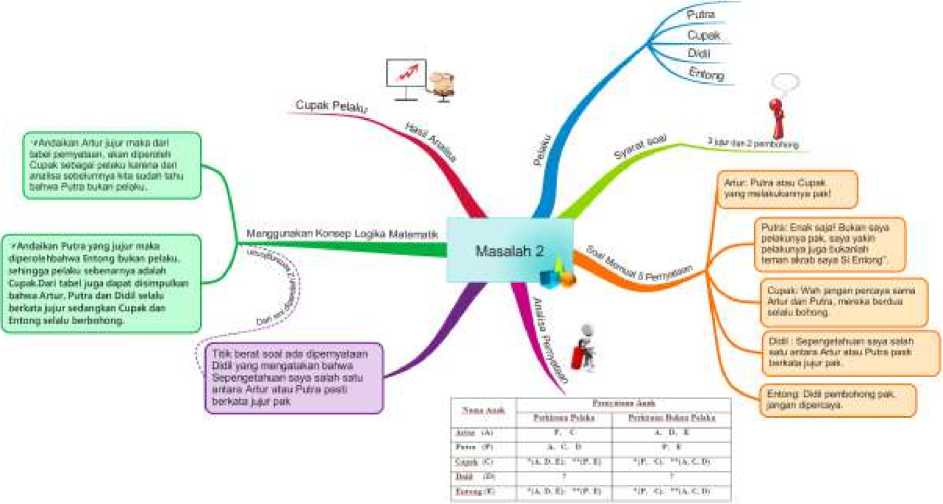 Masalah 2
Pelaku
Putra
Cupak
Didil
Entong
Syarat soal
3 jujur dan 2 pembohong
Soal Memuat 5 Pernyataan
Artur: Putra atau Cupak
yang melakukannya pak!
Putra: Enak saja! Bukan saya
pelakunya pak, saya yakin
pelakunya juga bukanlah
teman akrab saya Si Entong".
Cupak: Wah jangan percaya sama
Artur dan Putra, mereka berdua
selalu bohong.
Didil : Sepengetahuan saya salah
satu antara Artur atau Putra pasti
berkata jujur pak.
Entong: Didil pembohong pak,
jangan dipercaya.
Analisa Pernyataan
Nama Anak
Pernyataan Anak
Perkiraan Pelaku
Perkiraan Bukan Pelaku
Artur (A)
P, C
A, D, E
Putra (P)
A, C, D
P, E
Cupak (C)
*(A, D, E); **(P, E)
*(P, C); **(A, C, D)
Didil (D)
?
?
Entong (E)
*(A, D, E); **(P, E)
*(P, C); **(A, C, D)
Titik berat soal ada dipernyataan
Didil yang mengatakan bahwa
Sepengetahuan saya salah satu
antara Artur atau Putra pasti
berkata jujur pak
Menggunakan Konsep Logika Matematik
√Andaikan Artur jujur maka dari
tabel pernyataan, akan diperoleh
Cupak sebagai pelaku karena dari
analisa sebelumnya kita sudah tahu
bahwa Putra bukan pelaku.
√Andaikan Putra yang jujur maka
diperolehbahwa Entong bukan pelaku,
sehingga pelaku sebenarnya adalah
Cupak.Dari tabel juga dapat disimpulkan
bahwa Artur, Putra dan Didil selalu
berkata jujur sedangkan Cupak dan
Entong selalu berbohong.
Hasil Analisa
Cupak Pelaku